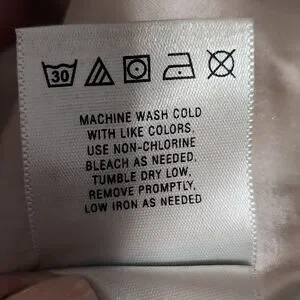 30
MACHINE WASH COLD
WITH LIKE COLORS,
USE NON-CHLORINE
BLEACH AS NEEDED,
TUMBLE DRY LOW,
REMOVE PROMPTLY,
LOW IRON AS NEEDED